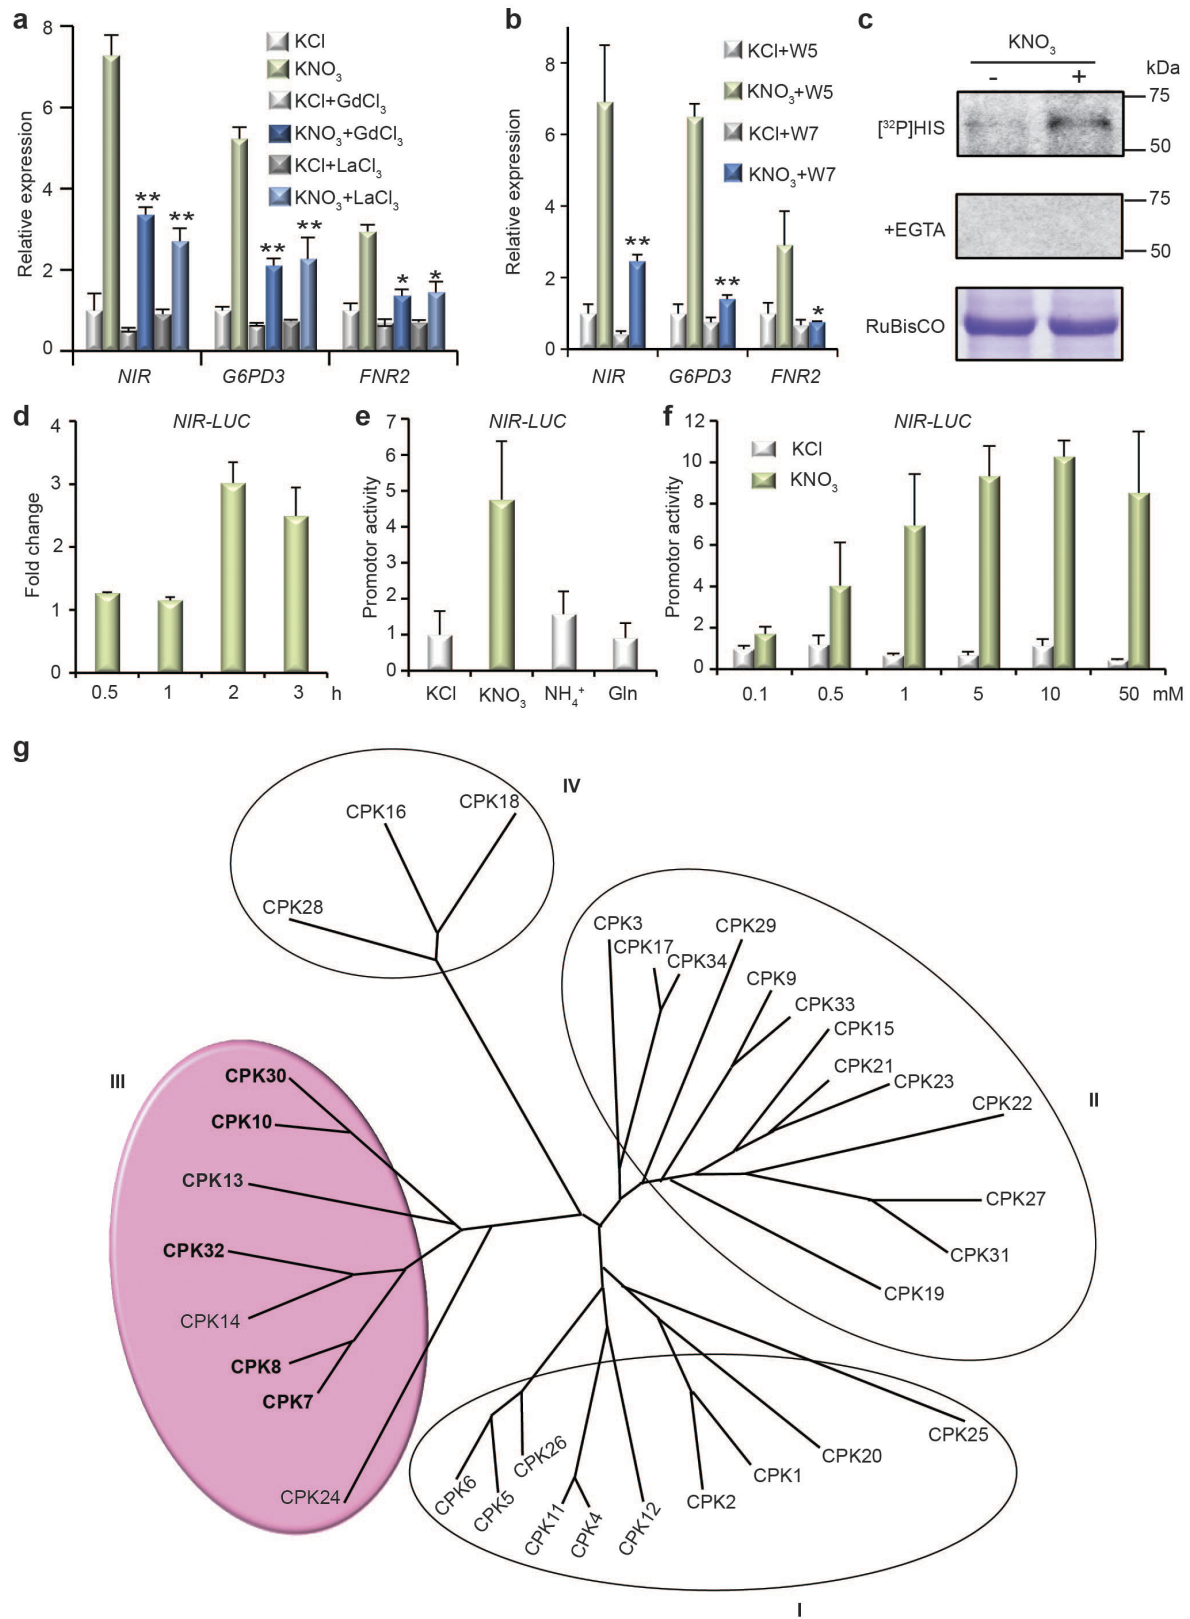 a
8
6
4
2
0
Relative expression
KCl
KNO3
KCl+GdCl3
KNO3+GdCl3
KCl+LaCl3
KNO3+LaCl3
** ** ** ** * *
NIR G6PD3 FNR2
b
8
6
4
2
0
Relative expression
KCl+W5
KNO3+W5
KCl+W7
KNO3+W7
** ** *
NIR G6PD3 FNR2
c
KNO3
- + kDa
[32P]HIS 75
50
+EGTA 75
50
RuBisCO
d
NIR-LUC
4
3
2
1
0
Fold change
0.5 1 2 3 h
e
NIR-LUC
7
6
5
4
3
2
1
0
Promotor activity
KCl KNO3 NH4+ Gln
f
NIR-LUC
12
10
8
6
4
2
0
Promotor activity
KCl
KNO3
0.1 0.5 1 5 10 50 mM
g
IV
CPK18
CPK16
CPK28
CPK3
CPK29
CPK17
CPK34
CPK9
CPK33
CPK15
CPK21
CPK23
CPK22
II
CPK27
CPK31
CPK19
III
CPK30
CPK10
CPK13
CPK32
CPK14
CPK8
CPK7
CPK24
CPK6
CPK5
CPK26
CPK11
CPK4
CPK12
CPK2
CPK1
CPK20
CPK25
I